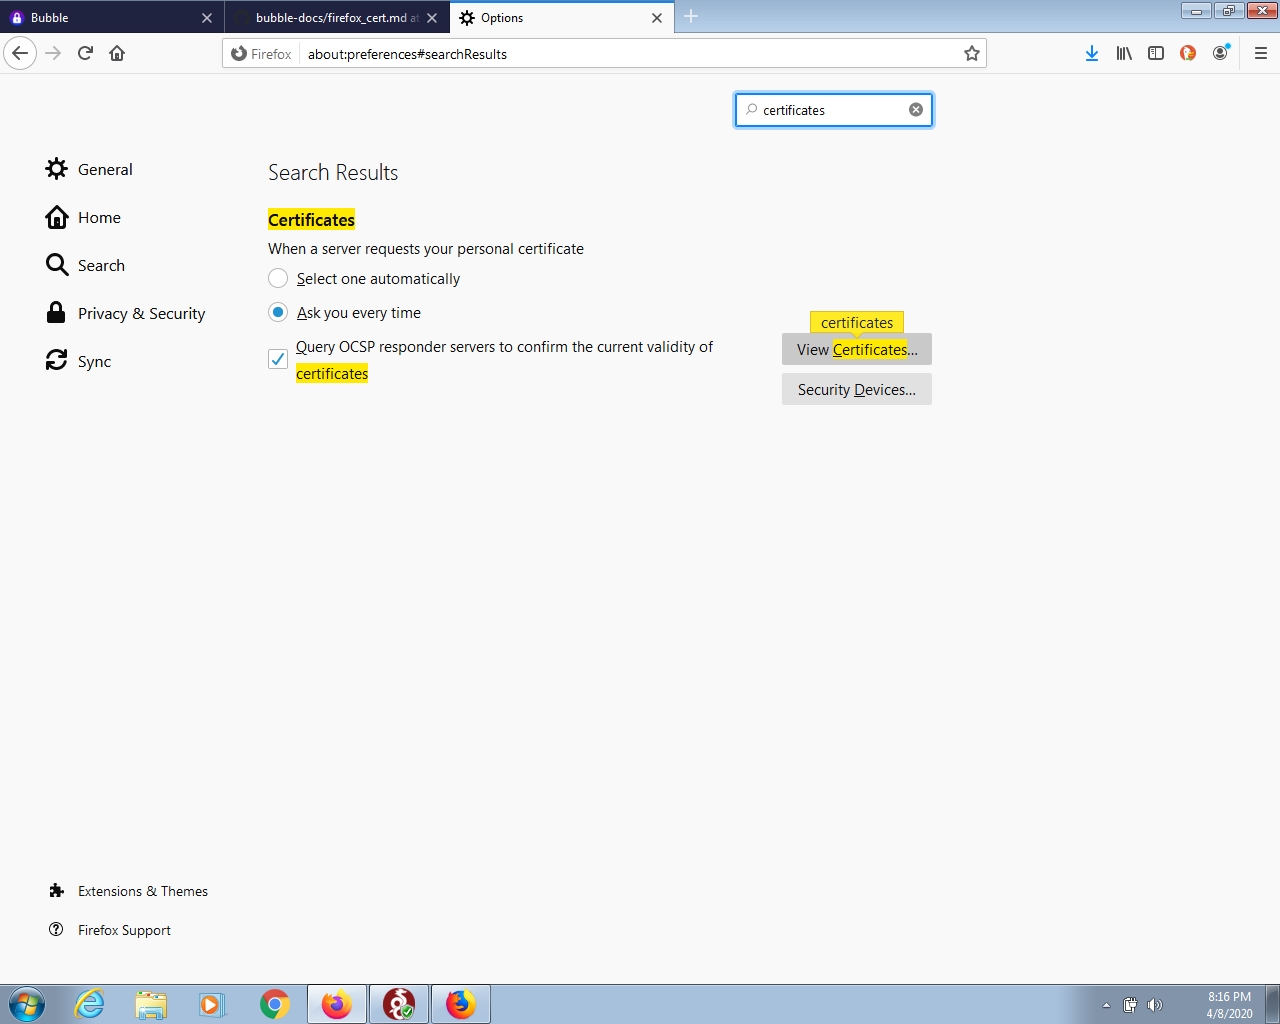 Bubble
bubble-docs/firefox_cert.md at
Options
Firefox
about:preferences#searchResults
certificates
General
Home
Search
Privacy & Security
Sync
Search Results
Certificates
When a server requests your personal certificate
Select one automatically
Ask you every time
Query OCSP responder servers to confirm the current validity of
certificates
certificates
View Certificates...
Security Devices...
Extensions & Themes
Firefox Support
8:16 PM
4/8/2020